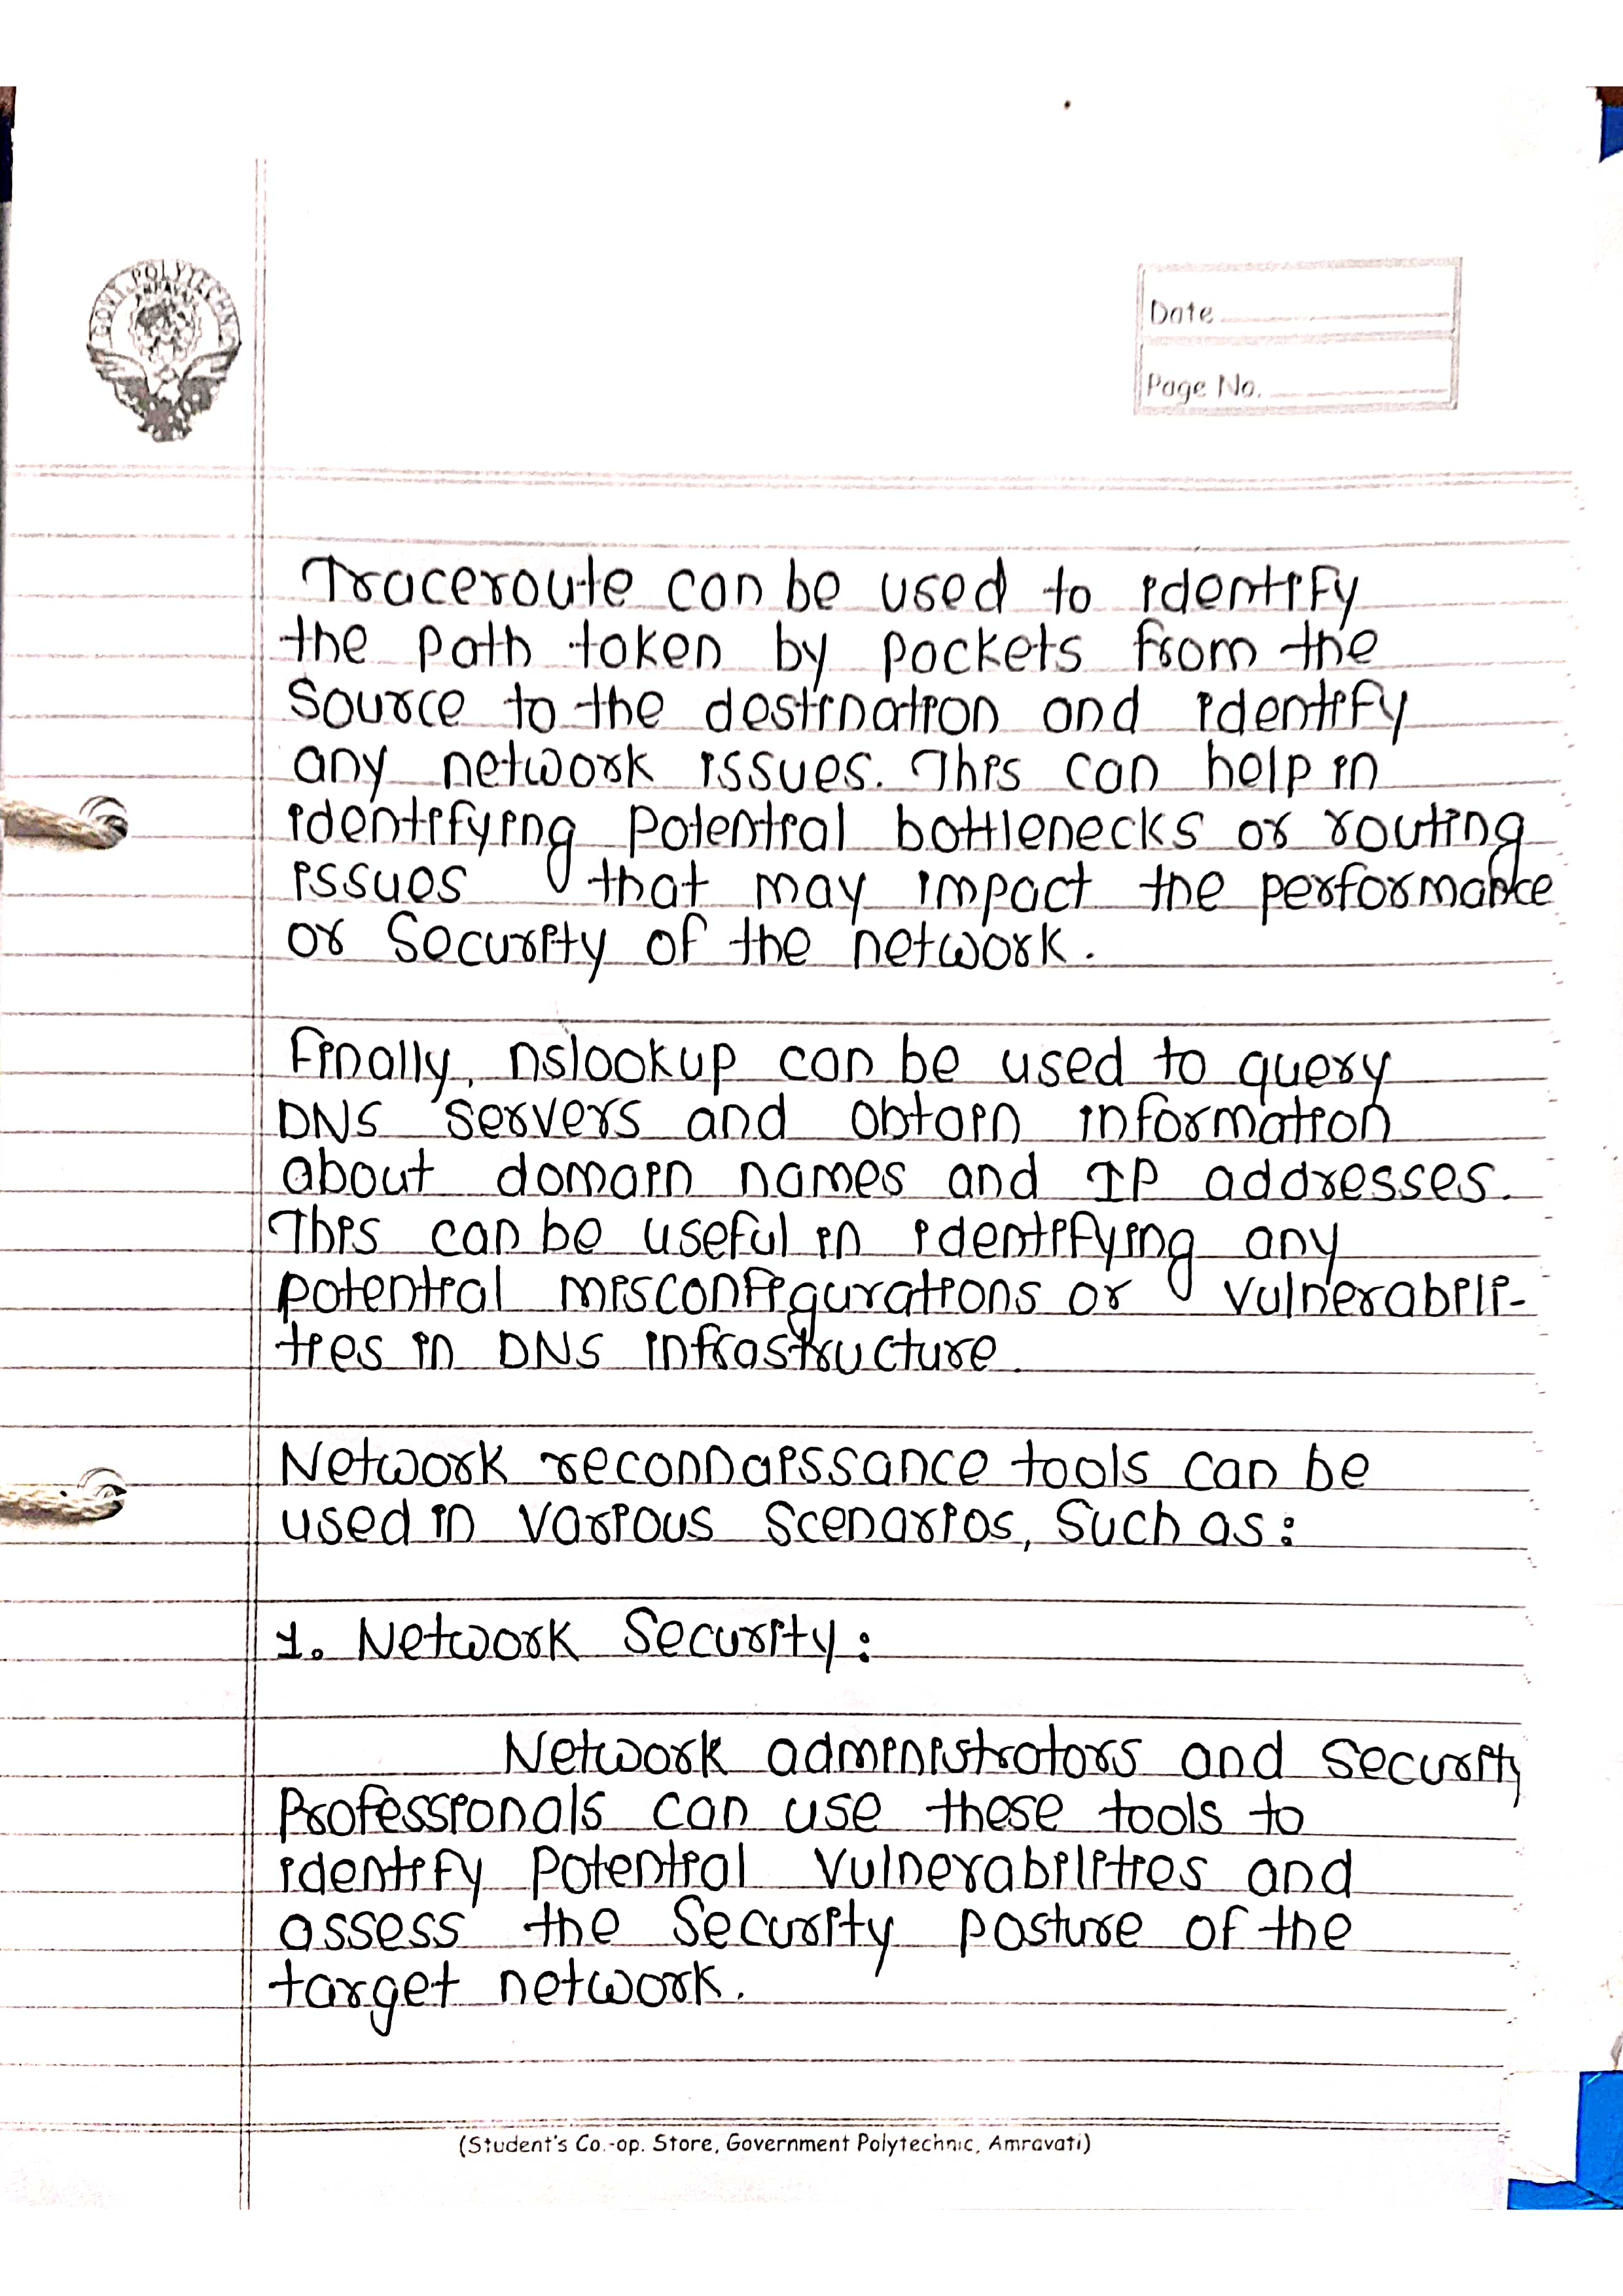 GOVT. POLYTECHNIC
AMRAVATI
Date
Page No.
Traceroute can be used to identify
the path taken by packets from the
Source to the destination and identify
any network issues. This can help in
identifying potential bottlenecks or routing
issues that may impact the performance
or Security of the network.
Finally, nslookup can be used to query
DNS servers and obtain information
about domain names and IP addresses.
This can be useful in identifying any
potential misconfigurations or vulnerabili-
ties in DNS infrastructure.
Network reconnaissance tools can be
used in various scenarios, Such as:
1. Network Security:
Network administrators and security
Professionals can use these tools to
identify potential vulnerabilities and
assess the Security posture of the
target network.
(Student's Co.-op. Store, Government Polytechnic, Amravati)